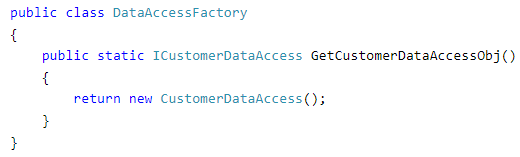 public class DataAccessFactory
{
    public static ICustomerDataAccess GetCustomerDataAccessObj()
    {
        return new CustomerDataAccess();
    }
}